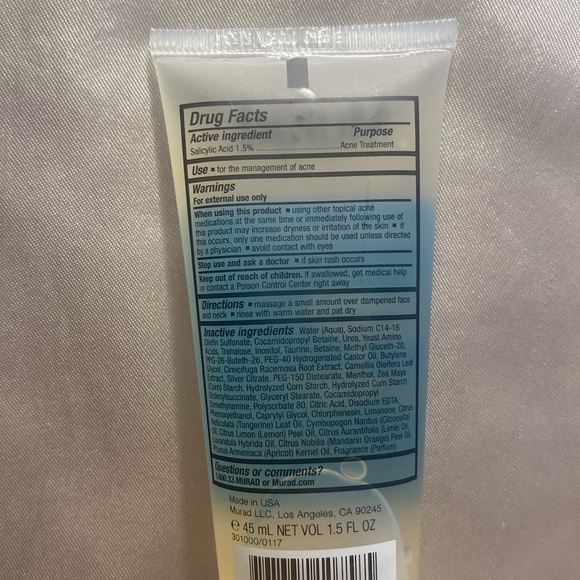 Drug Facts
Active ingredient Purpose
Salicylic Acid 1.5% Acne Treatment
Use ▪ for the management of acne
Warnings
For external use only
When using this product ▪ using other topical acne
medications at the same time or immediately following use of
this product may increase dryness or irritation of the skin ▪ if
this occurs, only one medication should be used unless directed
by a physician ▪ avoid contact with eyes
Stop use and ask a doctor ▪ if skin rash occurs
Keep out of reach of children. If swallowed, get medical help
or contact a Poison Control Center right away
Directions ▪ massage a small amount over dampened face
and neck ▪ rinse with warm water and pat dry
Inactive ingredients Water (Aqua), Sodium C14-16
Olefin Sulfonate, Cocamidopropyl Betaine, Urea, Yeast Amino
Acids, Trehalose, Inositol, Taurine, Betaine, Methyl Gluceth-20,
PPG-26-Buteth-26, PEG-40 Hydrogenated Castor Oil, Butylene
Glycol, Cimicifuga Racemosa Root Extract, Camellia Oleifera Leaf
Extract, Silver Citrate, PEG-150 Distearate, Menthol, Zea Mays
(Corn) Starch, Hydrolyzed Corn Starch, Hydrolyzed Corn Starch
Octenylsuccinate, Glyceryl Stearate, Cocamidopropyl
Dimethylamine, Polysorbate 80, Citric Acid, Disodium EDTA,
Phenoxyethanol, Caprylyl Glycol, Chlorphenesin, Limonene, Citrus
Reticulata (Tangerine) Leaf Oil, Cymbopogon Nardus (Citronella)
Oil, Citrus Limon (Lemon) Peel Oil, Citrus Aurantifolia (Lime) Oil,
Lavandula Hybrida Oil, Citrus Nobilis (Mandarin Orange) Peel Oil,
Prunus Armeniaca (Apricot) Kernel Oil, Fragrance (Parfum)
Questions or comments?
1.800.33.MURAD or Murad.com
Made in USA
Murad LLC, Los Angeles, CA 90245
℮ 45 mL NET VOL 1.5 FL OZ
301000/0117